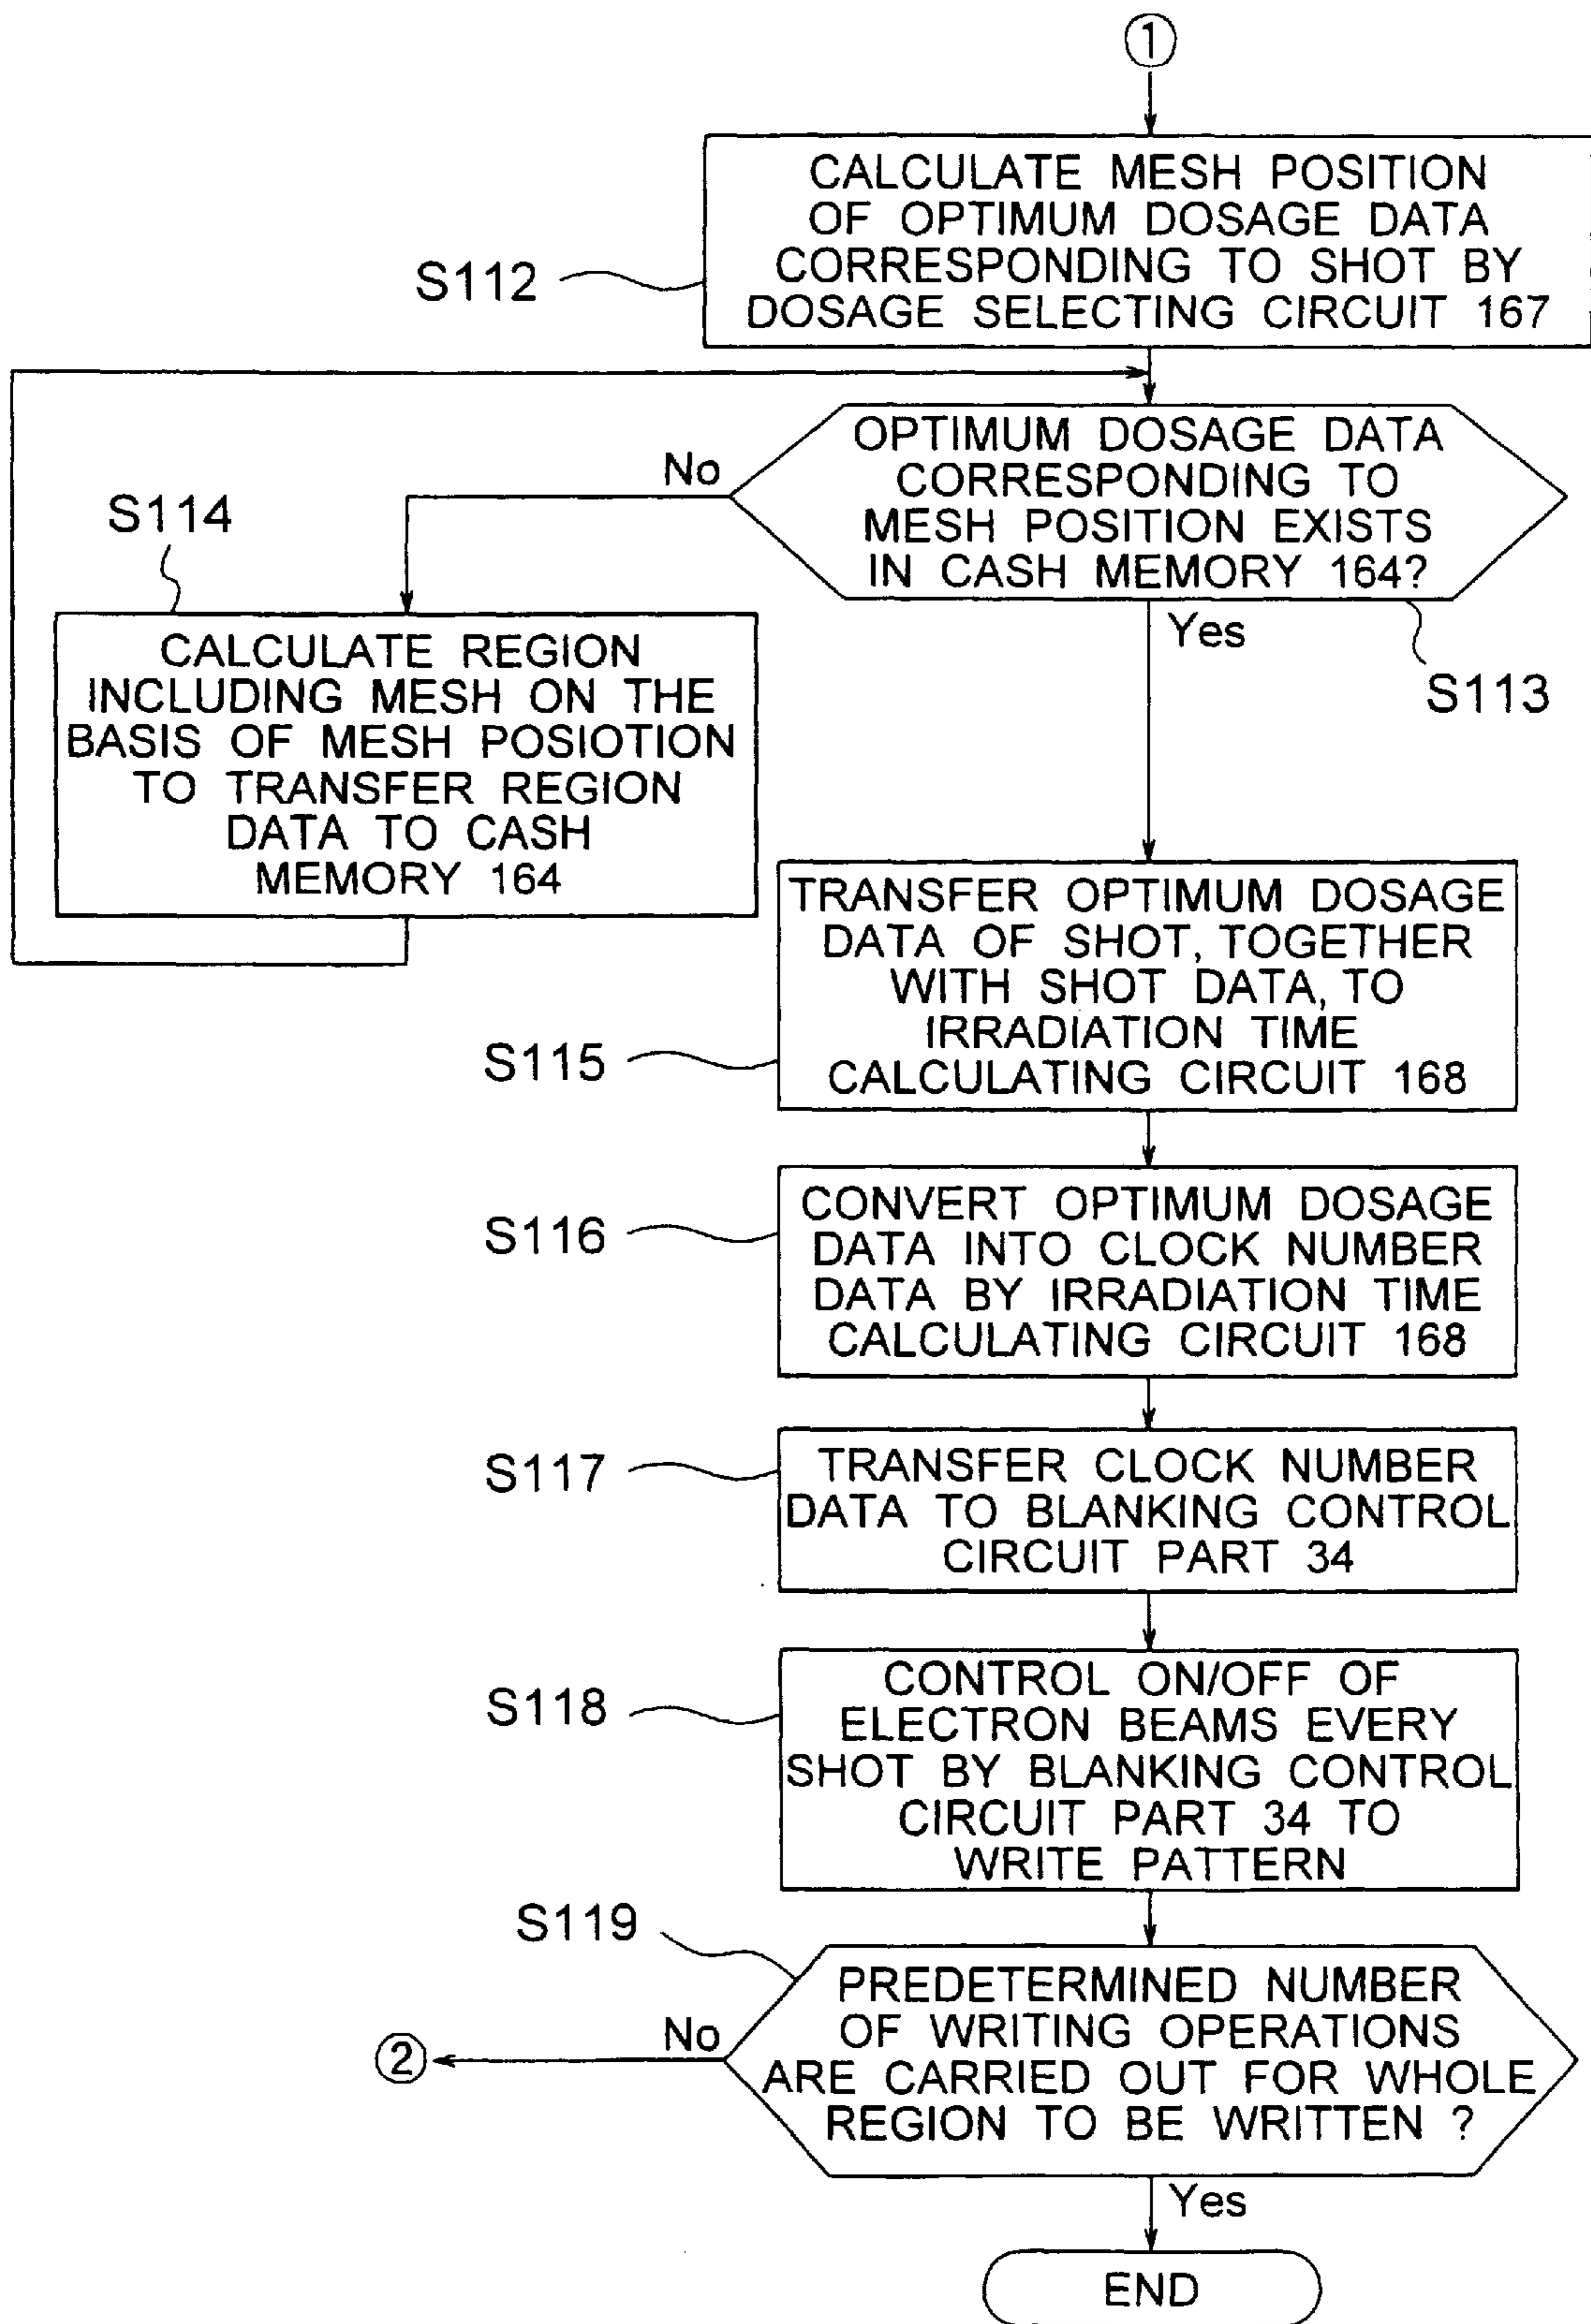 ①
CALCULATE MESH POSITION
OF OPTIMUM DOSAGE DATA
CORRESPONDING TO SHOT BY
DOSAGE SELECTING CIRCUIT 167
S112
OPTIMUM DOSAGE DATA
CORRESPONDING TO
MESH POSITION EXISTS
IN CASH MEMORY 164?
No
Yes
S113
S114
CALCULATE REGION
INCLUDING MESH ON THE
BASIS OF MESH POSIOTION
TO TRANSFER REGION
DATA TO CASH
MEMORY 164
TRANSFER OPTIMUM DOSAGE
DATA OF SHOT, TOGETHER
WITH SHOT DATA, TO
IRRADIATION TIME
CALCULATING CIRCUIT 168
S115
CONVERT OPTIMUM DOSAGE
DATA INTO CLOCK NUMBER
DATA BY IRRADIATION TIME
CALCULATING CIRCUIT 168
S116
TRANSFER CLOCK NUMBER
DATA TO BLANKING CONTROL
CIRCUIT PART 34
S117
CONTROL ON/OFF OF
ELECTRON BEAMS EVERY
SHOT BY BLANKING CONTROL
CIRCUIT PART 34 TO
WRITE PATTERN
S118
S119
PREDETERMINED NUMBER
OF WRITING OPERATIONS
ARE CARRIED OUT FOR WHOLE
REGION TO BE WRITTEN ?
No
②
Yes
END